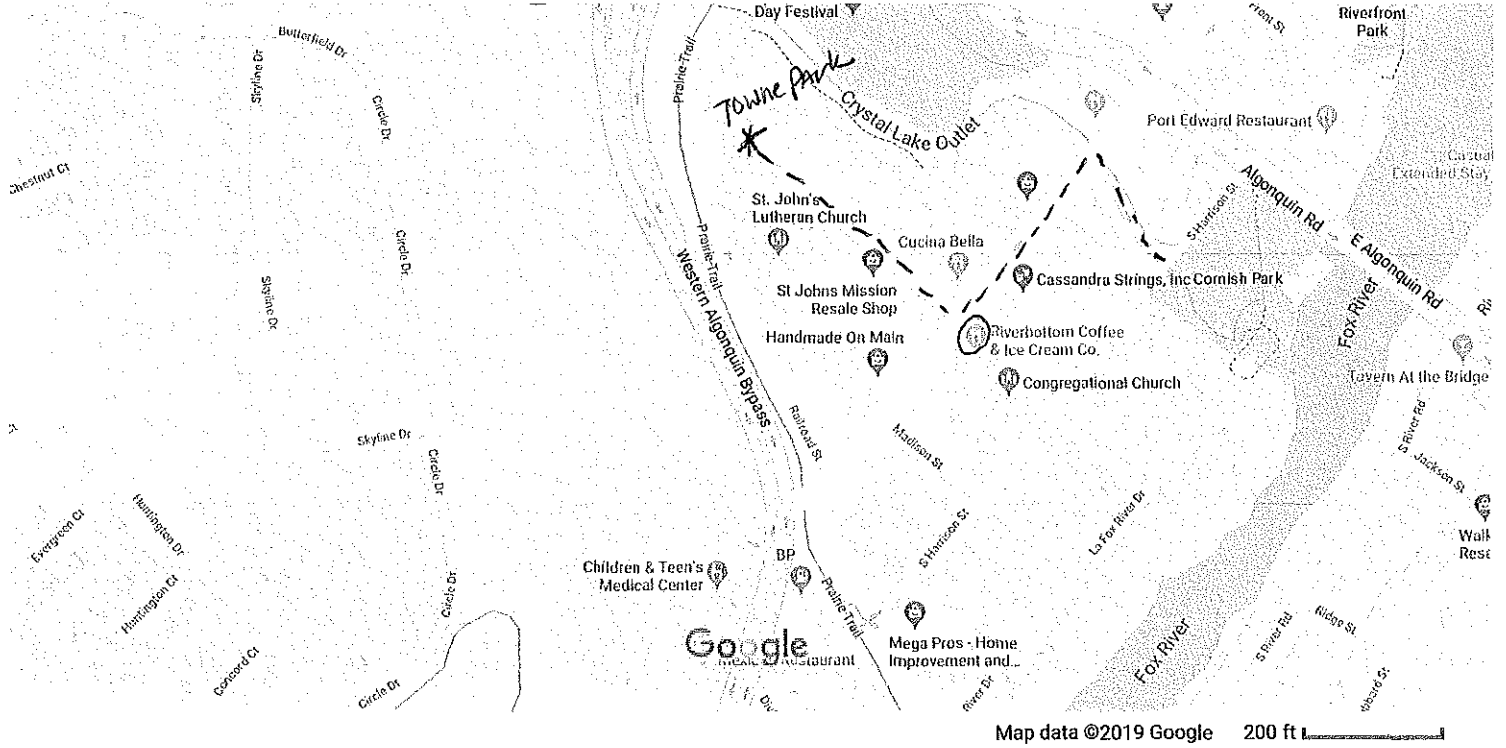 Day Festival
Riverfront
Park
Butterfield Dr
Skyline Dr
Prairie Trail
Towne Park
Circle Dr
Crystal Lake Outlet
Port Edward Restaurant
Casual
Extended Stay
Chestnut Ct
Algonquin Rd
St. John's
Lutheran Church
S Harrison St
Prairie Trail
Cucina Bella
Circle Dr
E Algonquin Rd
Cassandra Strings, Inc
Cornish Park
St Johns Mission
Resale Shop
Skyline Dr
Western Algonquin Bypass
Fox River
Handmade On Main
Riverbottom Coffee
& Ice Cream Co.
Congregational Church
Tavern At the Bridge
Railroad St
Skyline Dr
Madison St
S River Rd
Circle Dr
Jackson St
Evergreen Ct
Huntington Dr
S Harrison St
La Fox River Dr
Children & Teen's
Medical Center
BP
Huntington Ct
Circle Dr
Prairie Trail
Ridge St
Google
Mega Pros - Home
Improvement and...
S River Rd
Fox River
Concord Ct
Circle Dr
River Dr
Map data ©2019 Google 200 ft